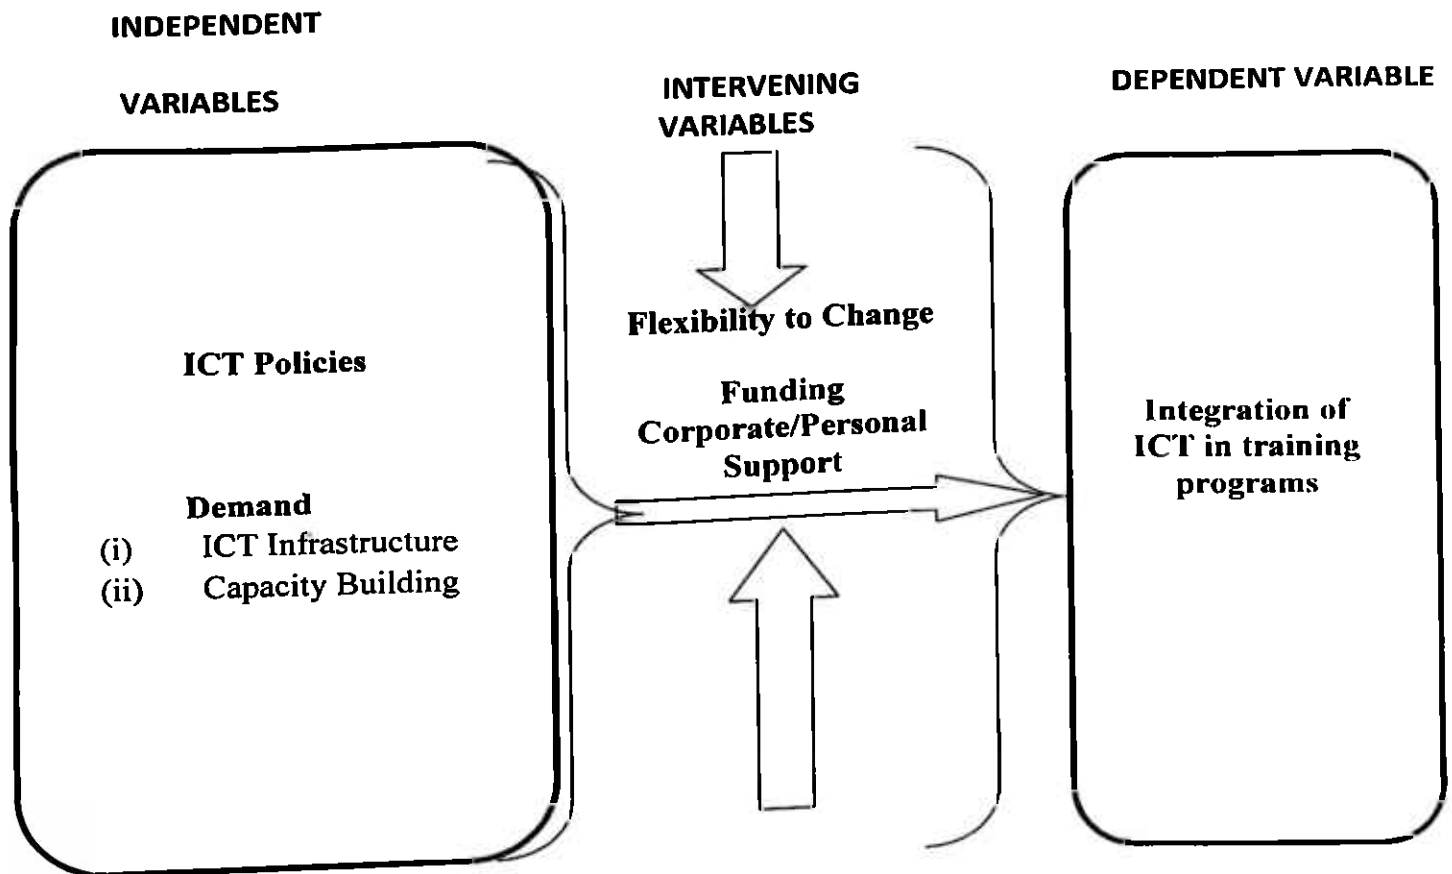 INDEPENDENT
VARIABLES
ICT Policies
Demand
(i) ICT Infrastructure
(ii) Capacity Building
INTERVENING
VARIABLES
Flexibility to Change
Funding
Corporate/Personal
Support
DEPENDENT VARIABLE
Integration of
ICT in training
programs